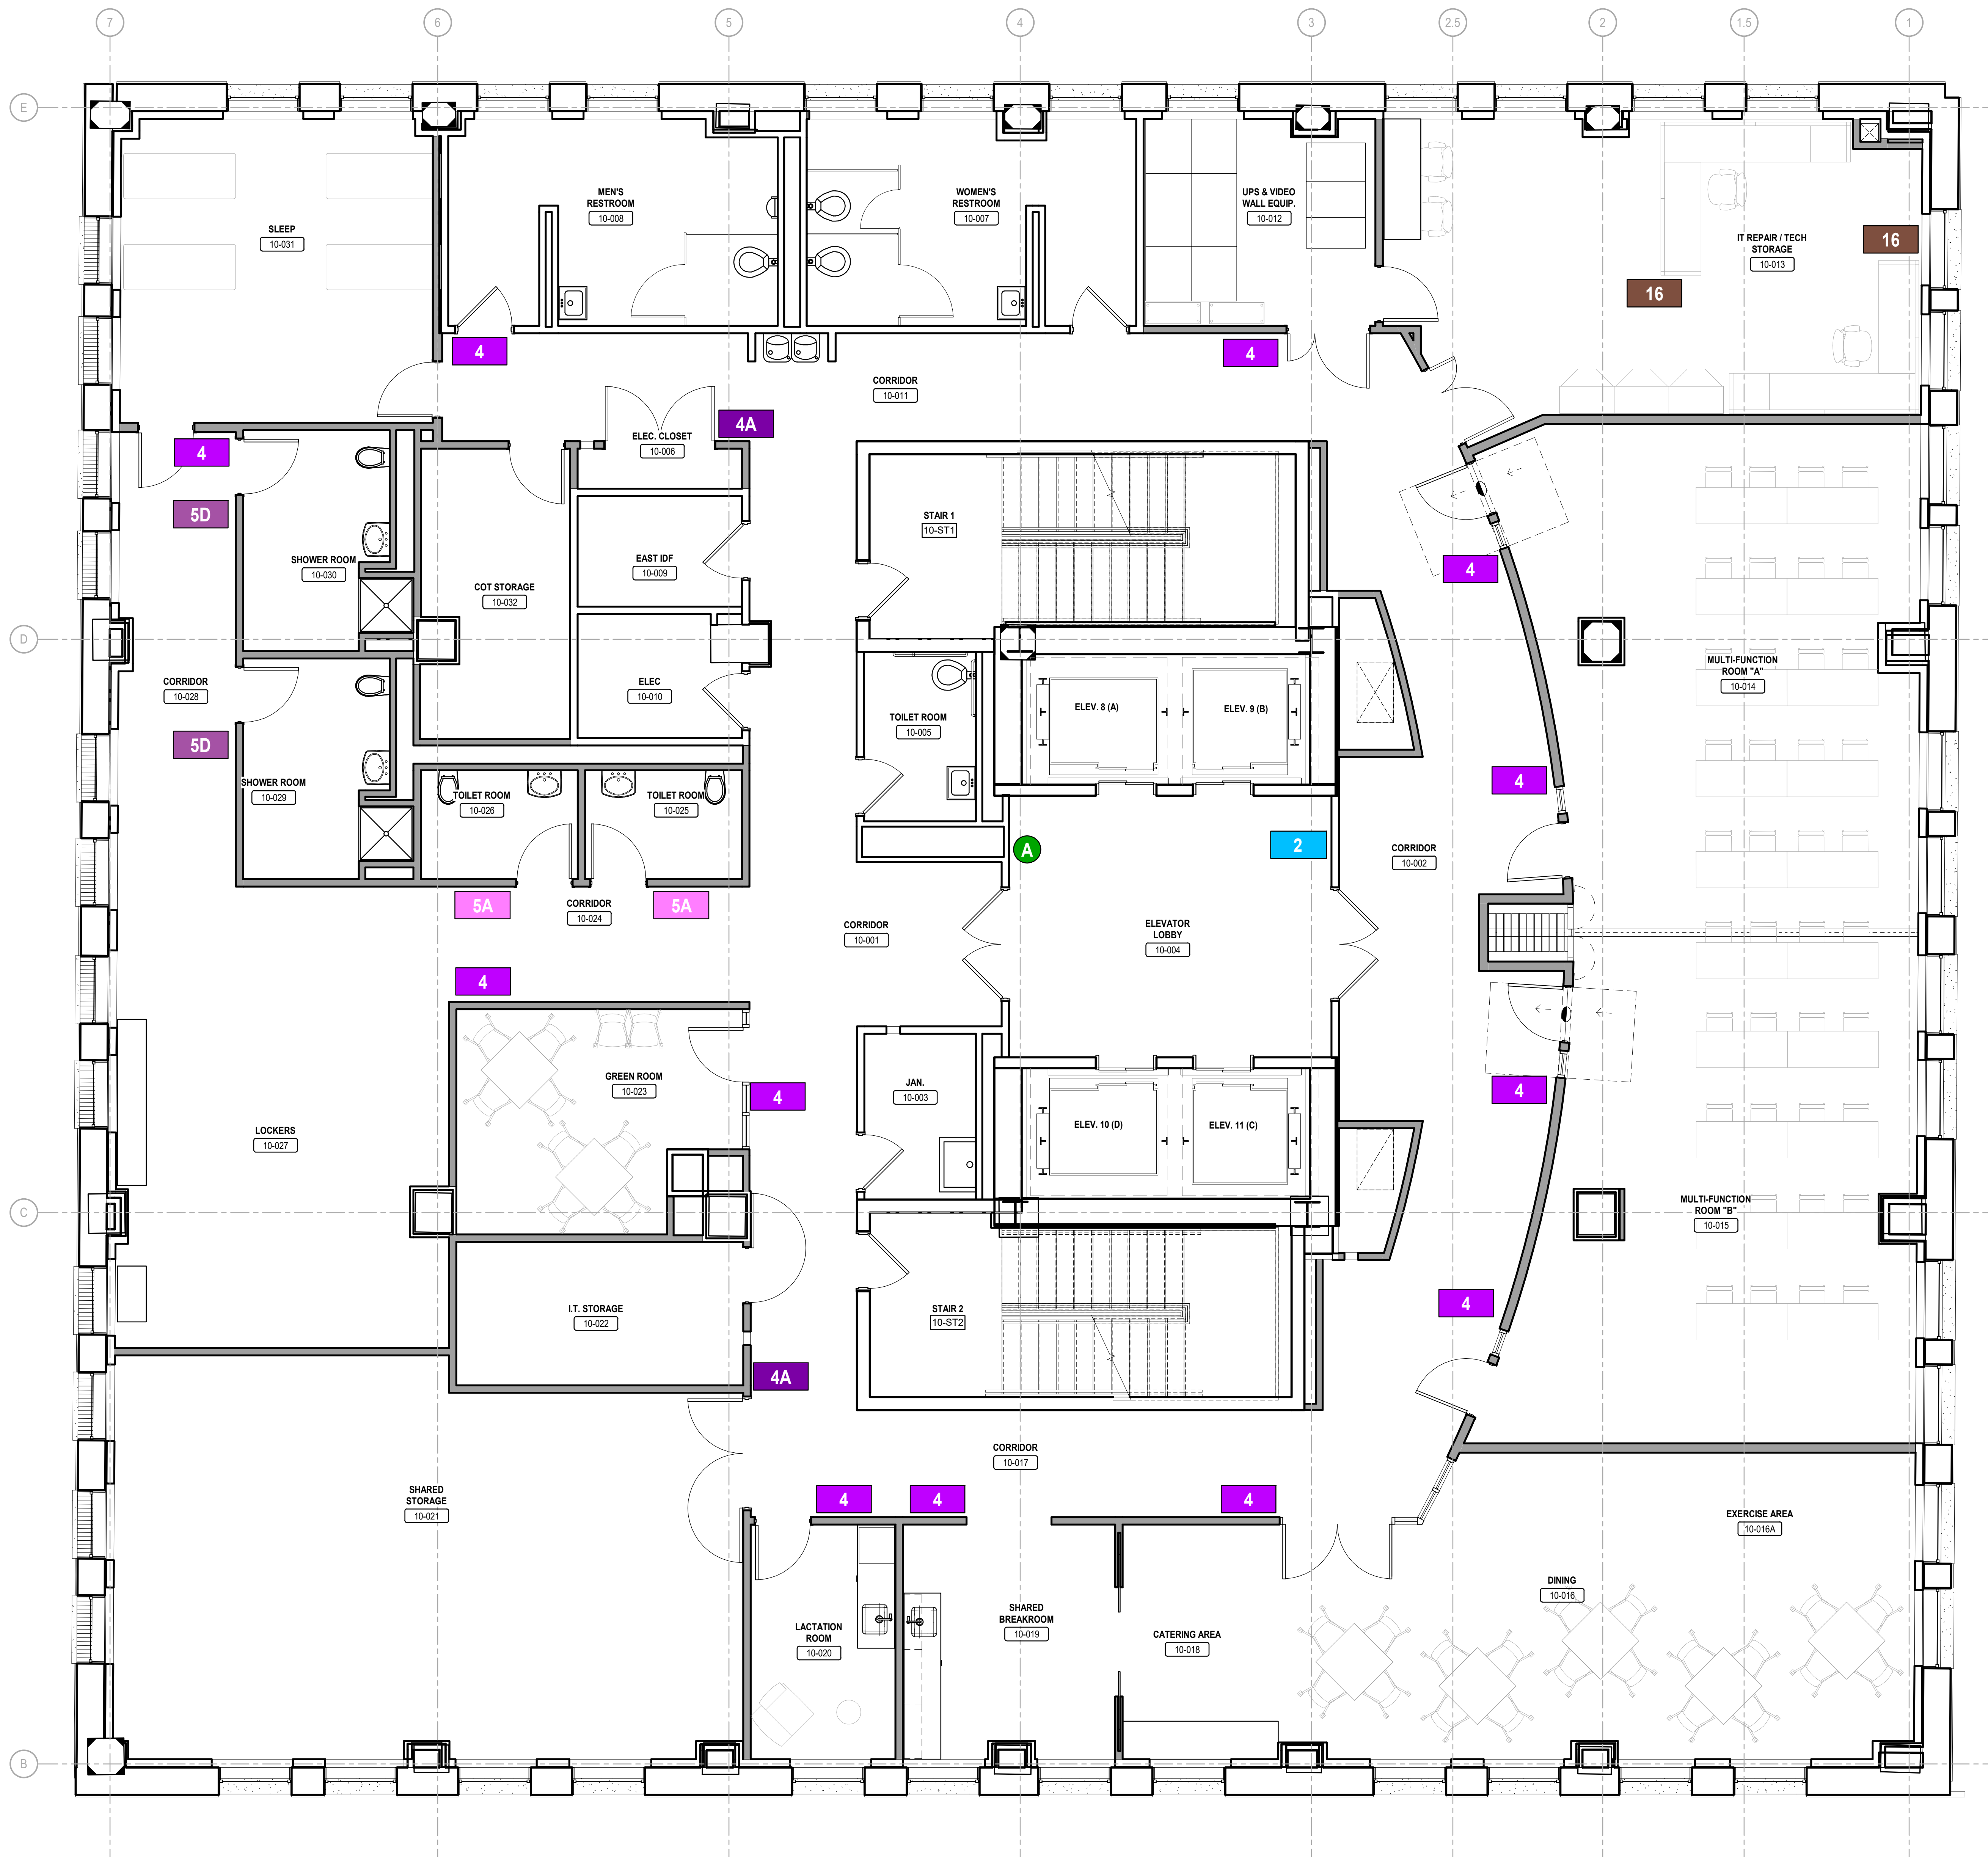 7
6
5
4
3
2.5
2
1.5
1
E
MEN'S
RESTROOM
10-008
WOMEN'S
RESTROOM
10-007
UPS & VIDEO
WALL EQUIP.
10-012
SLEEP
10-031
IT REPAIR / TECH
STORAGE
10-013
16
16
4
4
CORRIDOR
10-011
4A
ELEC. CLOSET
10-006
4
5D
STAIR 1
10-ST1
EAST IDF
10-009
SHOWER ROOM
10-030
COT STORAGE
10-032
4
D
CORRIDOR
10-028
ELEC
10-010
MULTI-FUNCTION
ROOM "A"
10-014
ELEV. 8 (A)
ELEV. 9 (B)
TOILET ROOM
10-005
5D
SHOWER ROOM
10-029
TOILET ROOM
10-026
TOILET ROOM
10-025
4
A
2
CORRIDOR
10-002
5A
5A
CORRIDOR
10-024
CORRIDOR
10-001
ELEVATOR
LOBBY
10-004
4
GREEN ROOM
10-023
4
JAN.
10-003
4
ELEV. 10 (D)
ELEV. 11 (C)
LOCKERS
10-027
C
MULTI-FUNCTION
ROOM "B"
10-015
I.T. STORAGE
10-022
STAIR 2
10-ST2
4
4A
CORRIDOR
10-017
SHARED
STORAGE
10-021
4
4
4
EXERCISE AREA
10-016A
DINING
10-016
LACTATION
ROOM
10-020
SHARED
BREAKROOM
10-019
CATERING AREA
10-018
B